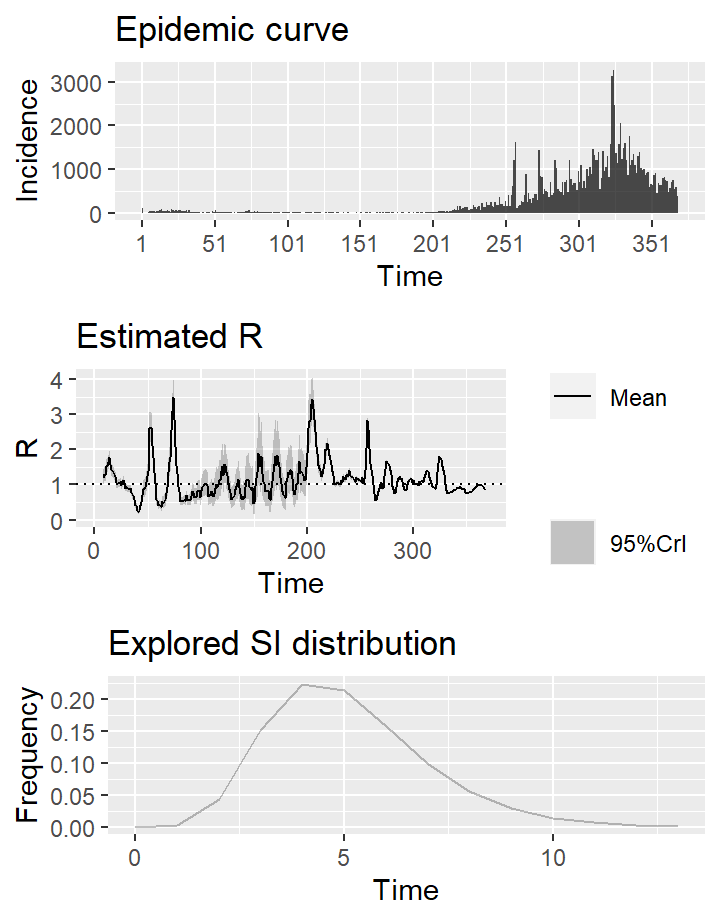 Epidemic curve
3000
2000
1000
0
Incidence
1 51 101 151 201 251 301 351
Time
Estimated R
4
3
2
1
0
R
0 100 200 300
Time
Mean
95%CrI
Explored SI distribution
0.20
0.15
0.10
0.05
0.00
Frequency
0 5 10
Time